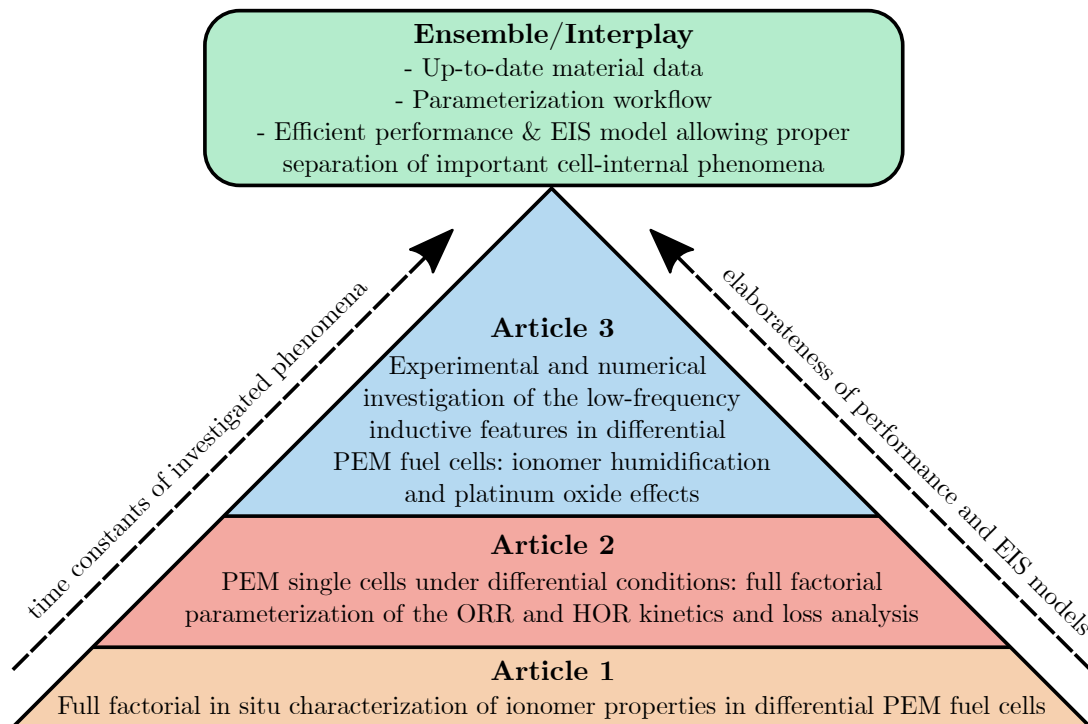 Ensemble/Interplay
- Up-to-date material data
- Parameterization workflow
- Efficient performance & EIS model allowing proper
separation of important cell-internal phenomena
time constants of investigated phenomena
elaborateness of performance and EIS models
Article 3
Experimental and numerical
investigation of the low-frequency
inductive features in differential
PEM fuel cells: ionomer humidification
and platinum oxide effects
Article 2
PEM single cells under differential conditions: full factorial
parameterization of the ORR and HOR kinetics and loss analysis
Article 1
Full factorial in situ characterization of ionomer properties in differential PEM fuel cells